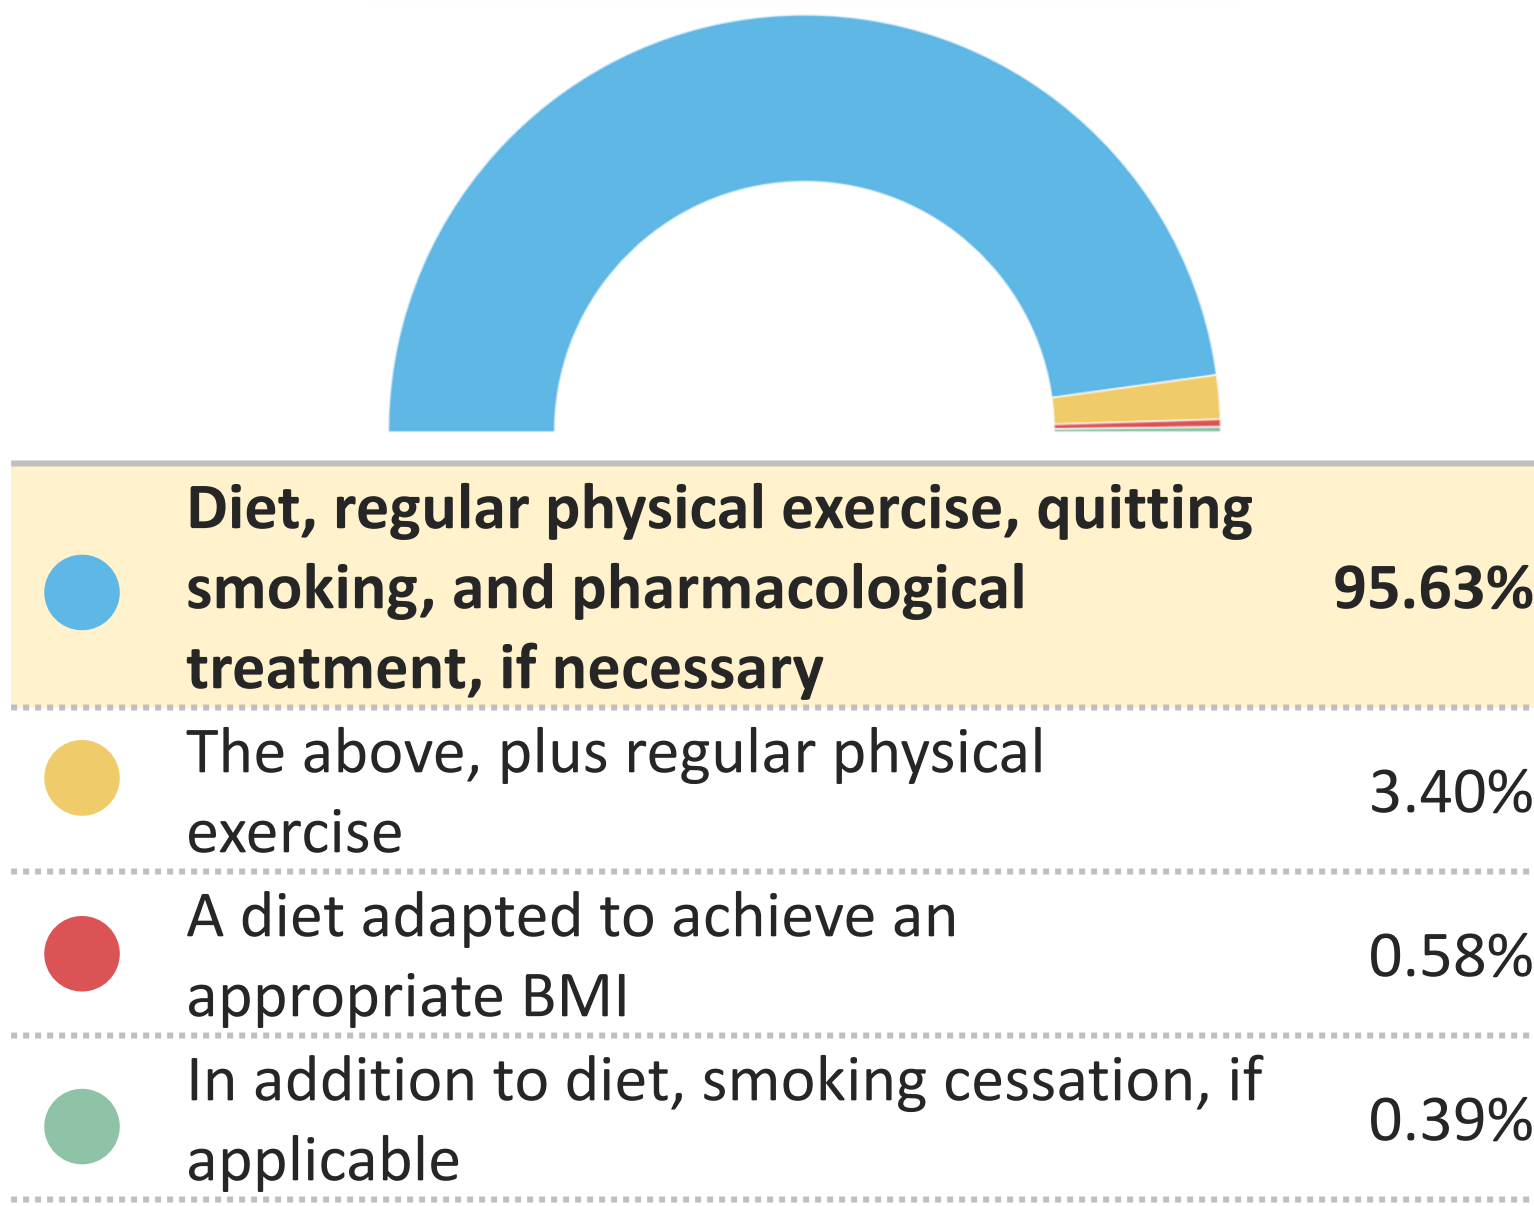 Diet, regular physical exercise, quitting
smoking, and pharmacological
treatment, if necessary
95.63%
The above, plus regular physical
exercise
3.40%
A diet adapted to achieve an
appropriate BMI
0.58%
In addition to diet, smoking cessation, if
applicable
0.39%